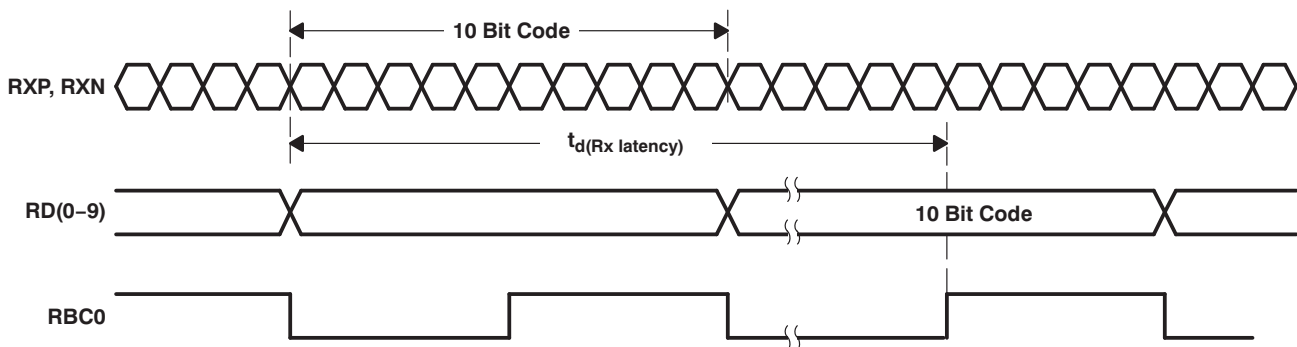 10 Bit Code
RXP, RXN
td(Rx latency)
RD(0−9)
10 Bit Code
RBC0